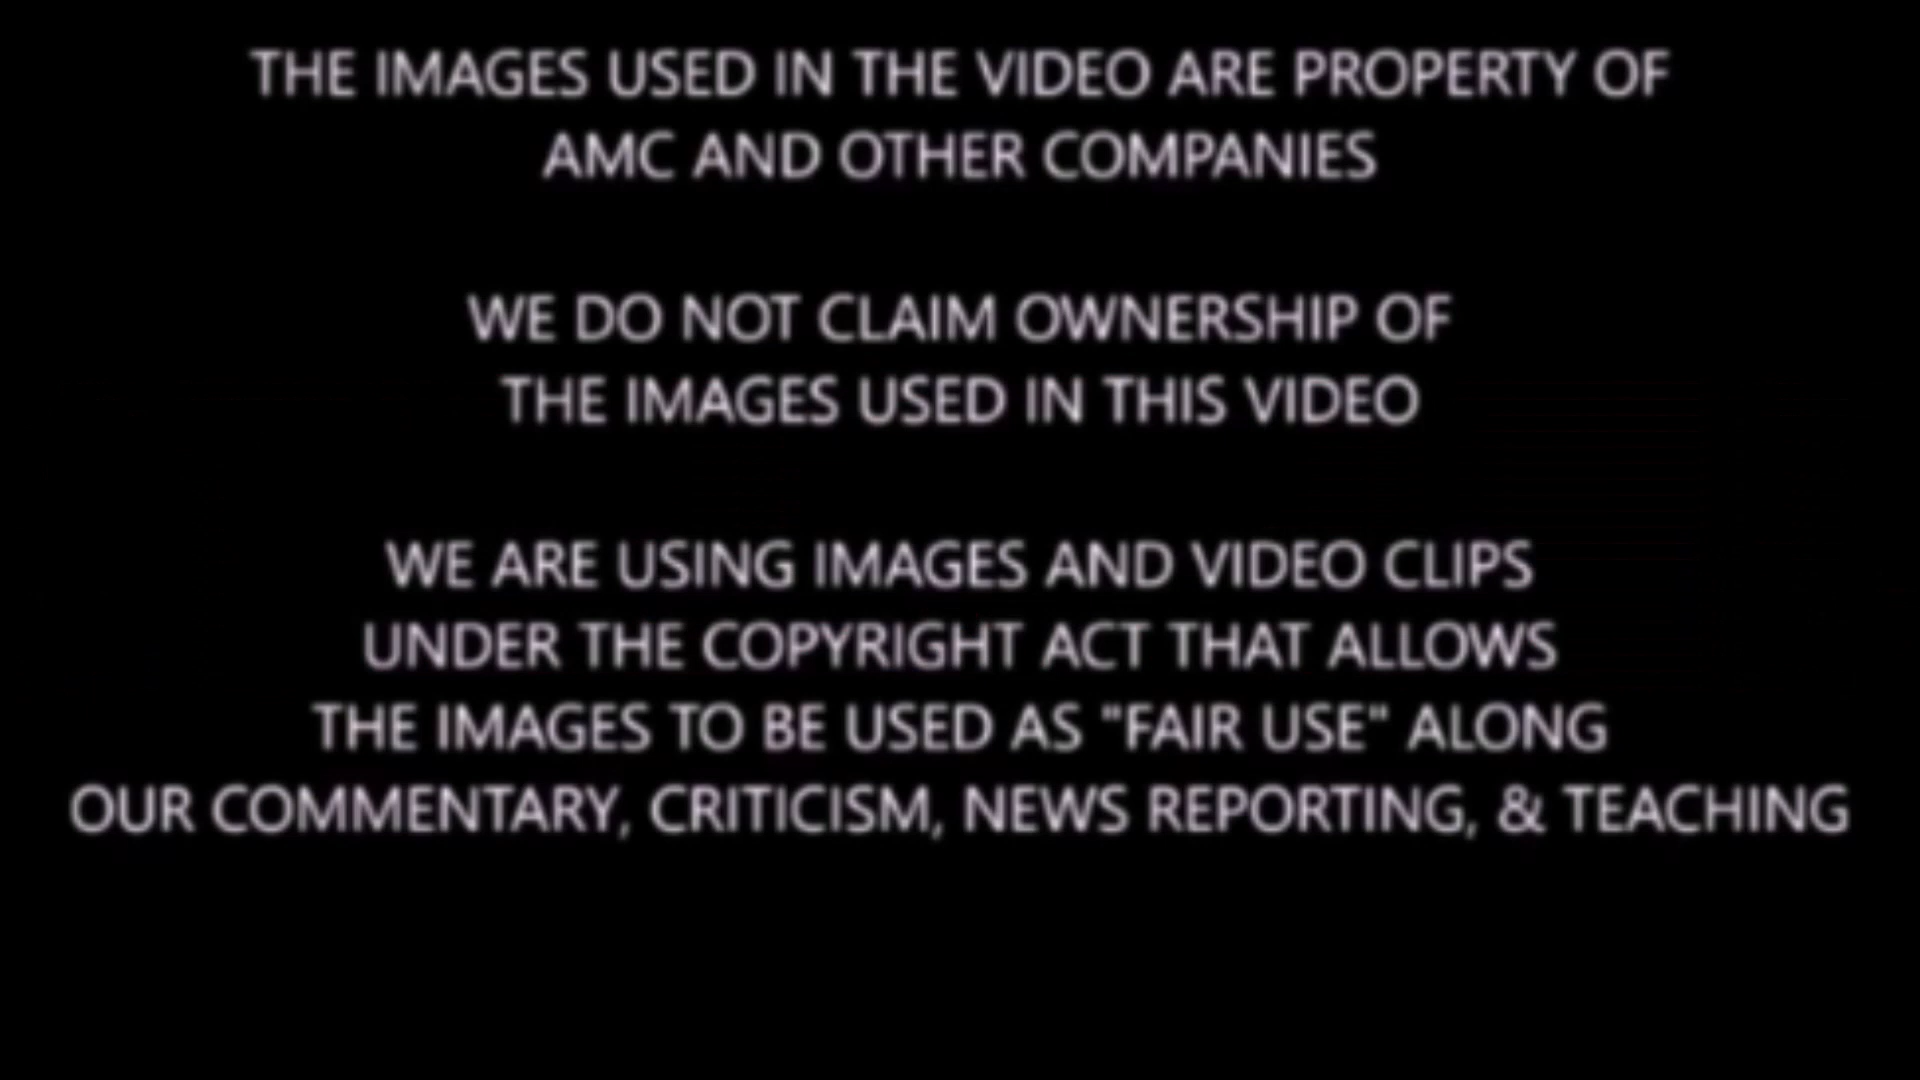 THE IMAGES USED IN THE VIDEO ARE PROPERTY OF
AMC AND OTHER COMPANIES
WE DO NOT CLAIM OWNERSHIP OF
THE IMAGES USED IN THIS VIDEO
WE ARE USING IMAGES AND VIDEO CLIPS
UNDER THE COPYRIGHT ACT THAT ALLOWS
THE IMAGES TO BE USED AS "FAIR USE" ALONG
OUR COMMENTARY, CRITICISM, NEWS REPORTING, & TEACHING